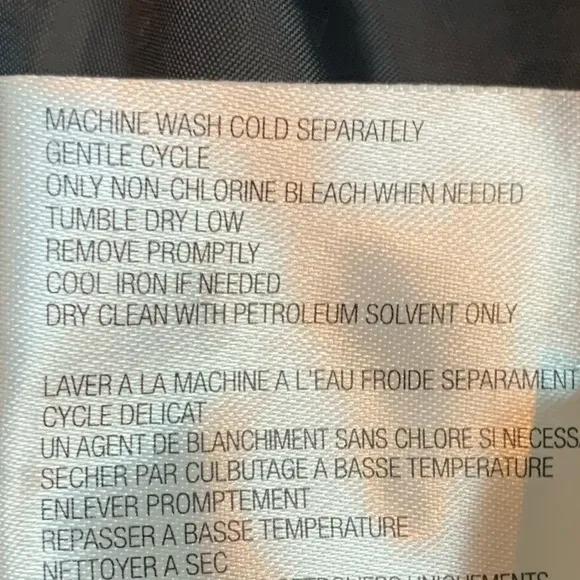 MACHINE WASH COLD SEPARATELY
GENTLE CYCLE
ONLY NON-CHLORINE BLEACH WHEN NEEDED
TUMBLE DRY LOW
REMOVE PROMPTLY
COOL IRON IF NEEDED
DRY CLEAN WITH PETROLEUM SOLVENT ONLY
LAVER A LA MACHINE A L'EAU FROIDE SEPARAMENT
CYCLE DELICAT
UN AGENT DE BLANCHIMENT SANS CHLORE SI NECESS
SECHER PAR CULBUTAGE A BASSE TEMPERATURE
ENLEVER PROMPTEMENT
REPASSER A BASSE TEMPERATURE
NETTOYER A SEC
UNIQUEMENTS